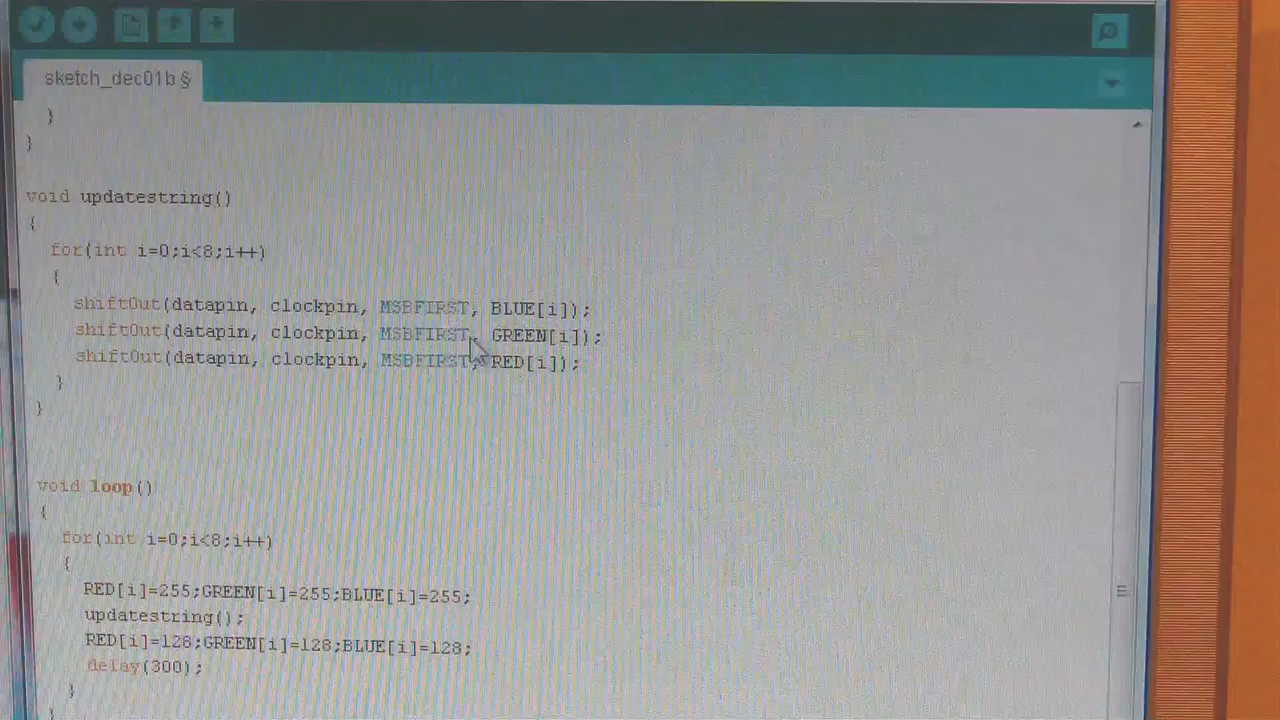 sketch_dec01b §
}
}
void updatestring()
{
for(int i=0;i<8;i++)
{
shiftOut(datapin, clockpin, MSBFIRST, BLUE[i]);
shiftOut(datapin, clockpin, MSBFIRST, GREEN[i]);
shiftOut(datapin, clockpin, MSBFIRST, RED[i]);
}
}
void loop()
{
for(int i=0;i<8;i++)
{
RED[i]=255;GREEN[i]=255;BLUE[i]=255;
updatestring();
RED[i]=128;GREEN[i]=128;BLUE[i]=128;
delay(300);
}
}